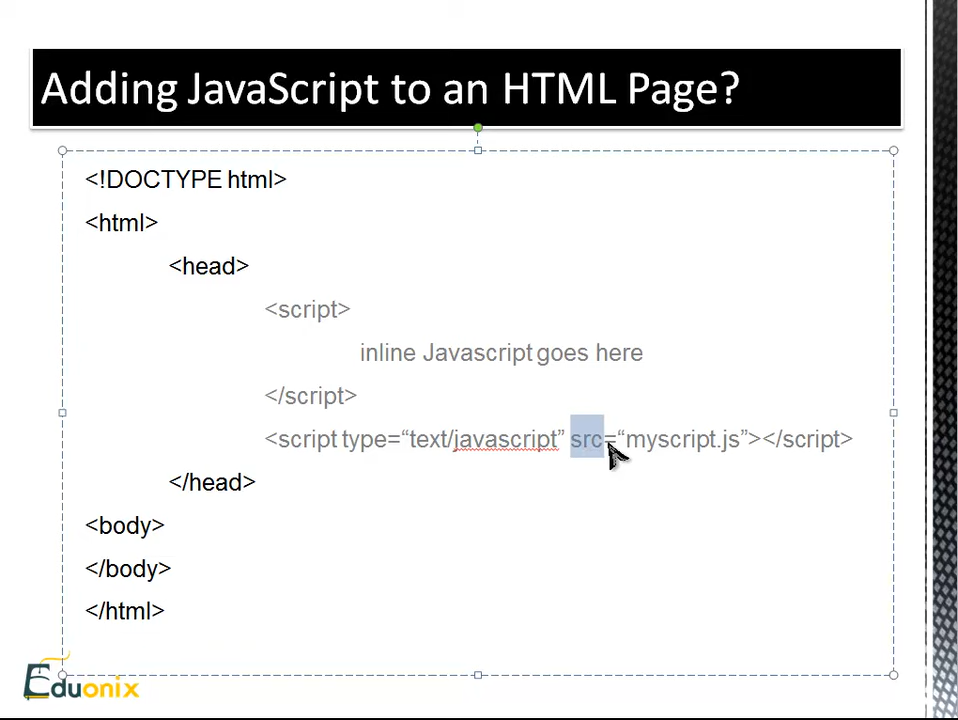 Adding JavaScript to an HTML Page?
<!DOCTYPE html>
<html>
<head>
<script>
inline Javascript goes here
</script>
<script type=“text/javascript” src=“myscript.js”></script>
</head>
<body>
</body>
</html>
Eduonix